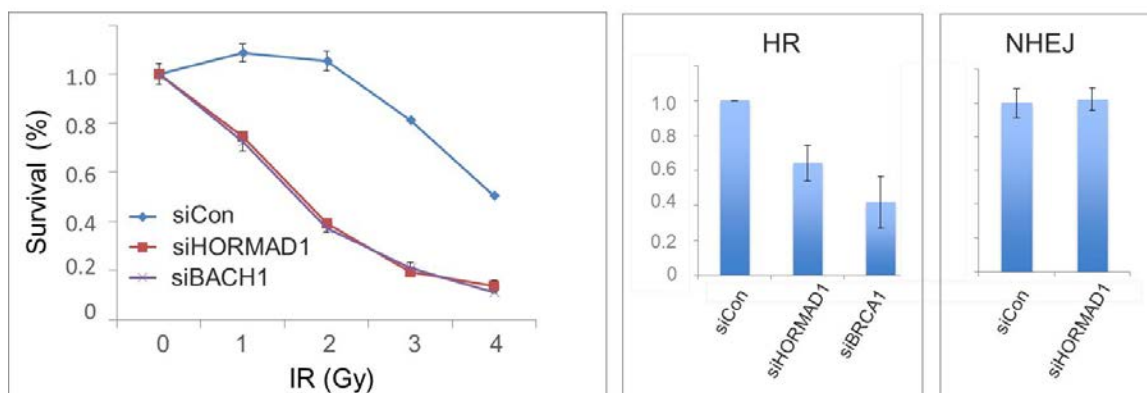 Survival (%)
1.0
0.8
0.6
0.4
0.2
0
siCon
siHORMAD1
siBACH1
0 1 2 3 4
IR (Gy)
HR
1.0
0.8
0.6
0.4
0.2
0
siCon
siHORMAD1
siBRCA1
NHEJ
siCon
siHORMAD1